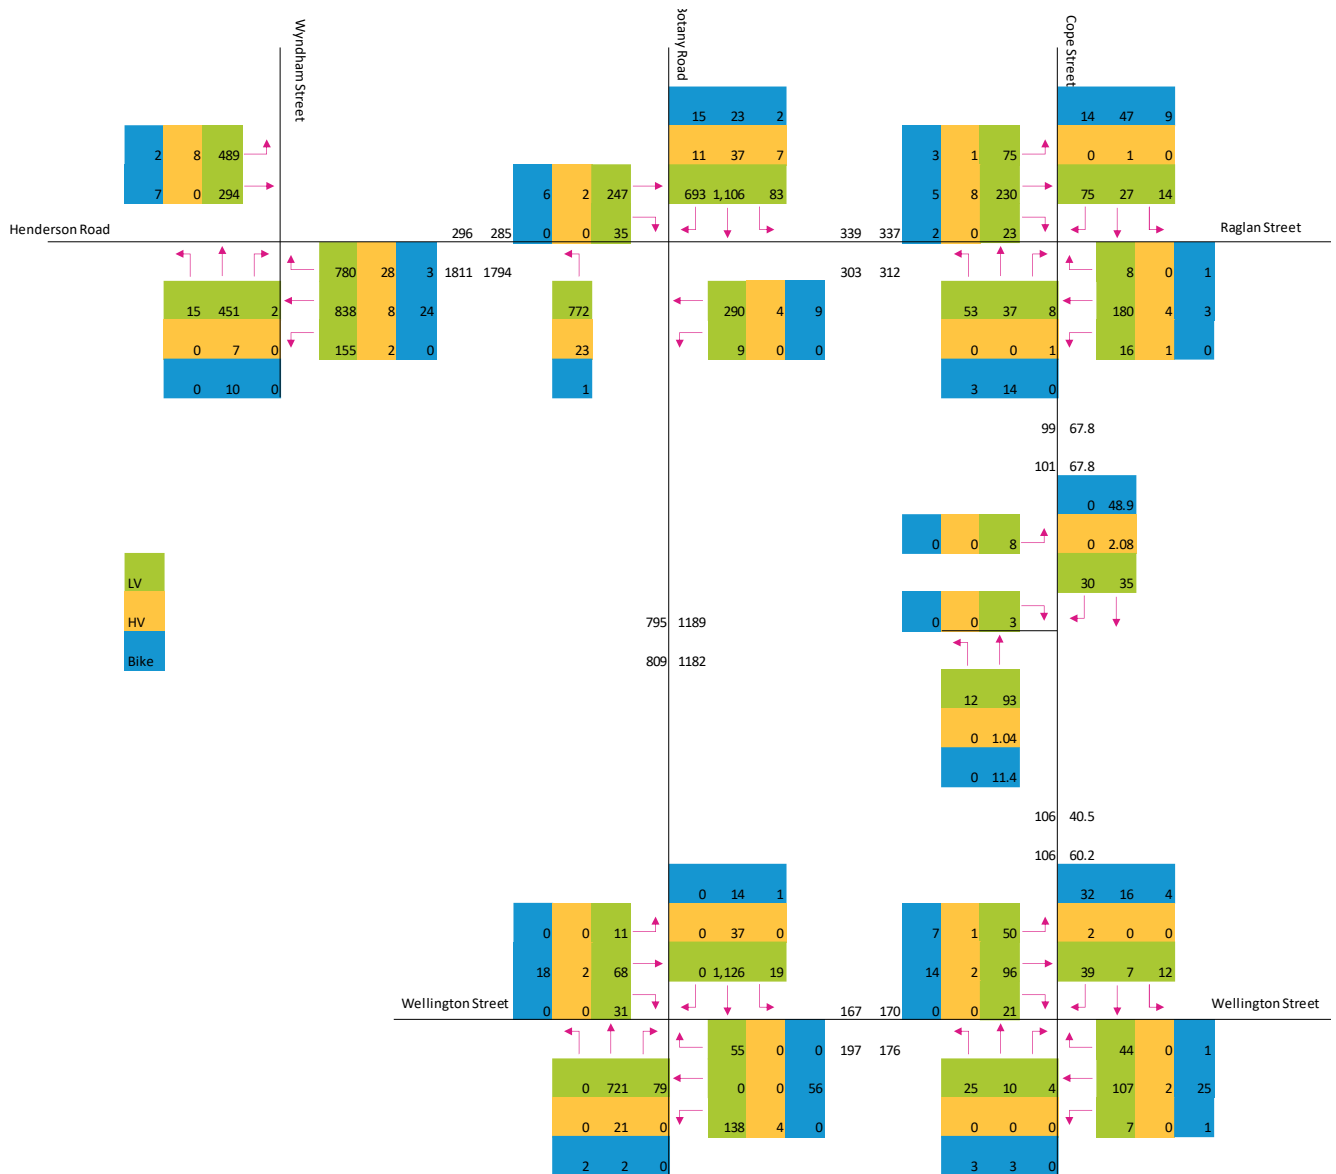 Wyndham Street
Botany Road
Cope Street
15 23 2
14 47 9
2 8 489
11 37 7
3 1 75
0 1 0
7 0 294
6 2 247
693 1,106 83
5 8 230
75 27 14
Henderson Road
296 285
0 0 35
339 337
2 0 23
Raglan Street
780 28 3
1811 1794
303 312
8 0 1
15 451 2
838 8 24
772
290 4 9
53 37 8
180 4 3
0 7 0
155 2 0
23
9 0 0
0 0 1
16 1 0
0 10 0
1
3 14 0
99 67.8
101 67.8
0 48.9
0 0 8
0 2.08
LV
30 35
HV
795 1189
0 0 3
Bike
809 1182
12 93
0 1.04
0 11.4
106 40.5
106 60.2
0 14 1
32 16 4
0 0 11
0 37 0
7 1 50
2 0 0
18 2 68
0 1,126 19
14 2 96
39 7 12
Wellington Street
0 0 31
167 170
0 0 21
Wellington Street
55 0 0
197 176
44 0 1
0 721 79
0 0 56
25 10 4
107 2 25
0 21 0
138 4 0
0 0 0
7 0 1
2 2 0
3 3 0